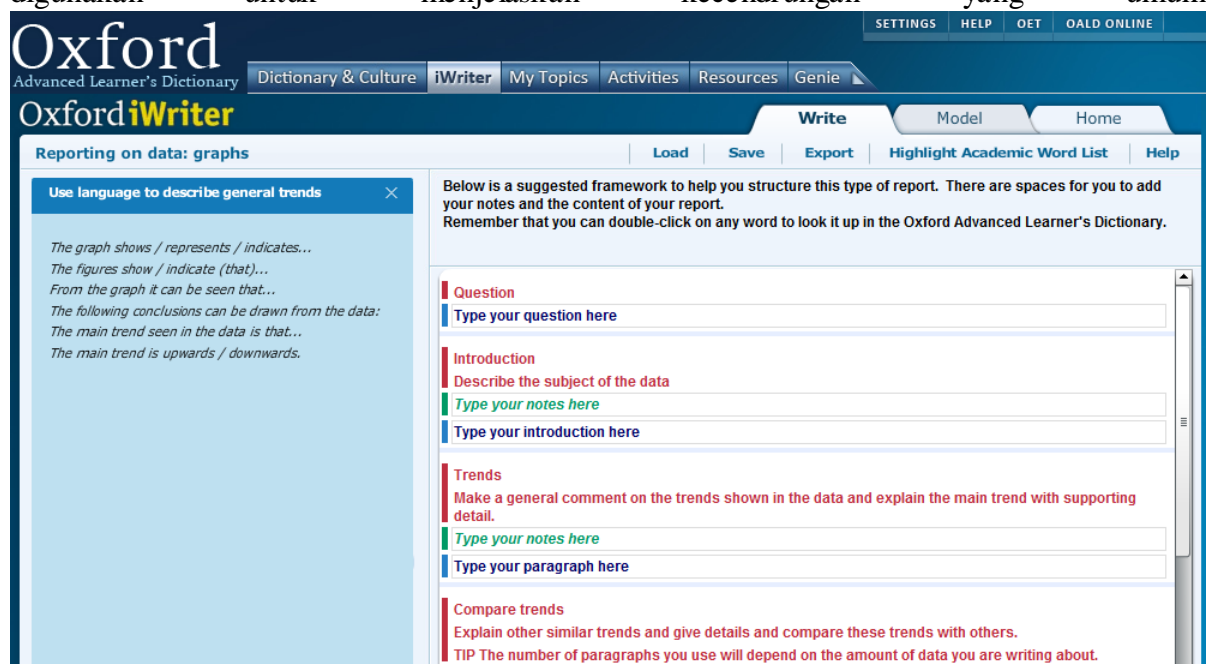 digunakan untuk menjelaskan kecendrungan yang umum
SETTINGS HELP OET OALD ONLINE
Oxford
Advanced Learner's Dictionary
Dictionary & Culture iWriter My Topics Activities Resources Genie
Oxford iWriter
Write Model Home
Reporting on data: graphs
Load Save Export Highlight Academic Word List Help
Use language to describe general trends
The graph shows / represents / indicates...
The figures show / indicate (that)...
From the graph it can be seen that...
The following conclusions can be drawn from the data:
The main trend seen in the data is that...
The main trend is upwards / downwards.
Below is a suggested framework to help you structure this type of report. There are spaces for you to add
your notes and the content of your report.
Remember that you can double-click on any word to look it up in the Oxford Advanced Learner's Dictionary.
Question
Type your question here
Introduction
Describe the subject of the data
Type your notes here
Type your introduction here
Trends
Make a general comment on the trends shown in the data and explain the main trend with supporting
detail.
Type your notes here
Type your paragraph here
Compare trends
Explain other similar trends and give details and compare these trends with others.
TIP The number of paragraphs you use will depend on the amount of data you are writing about.